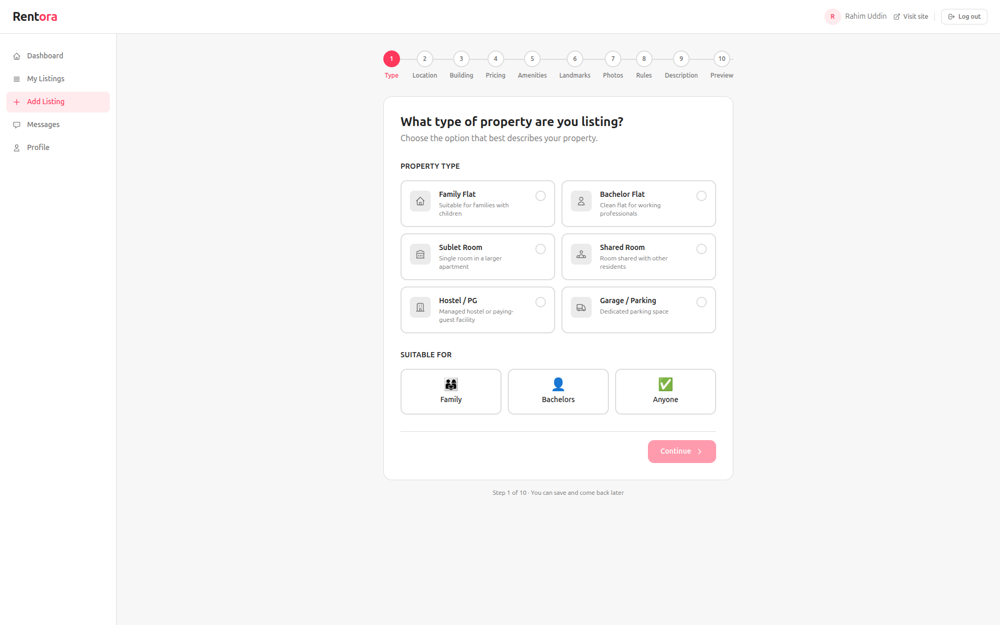 Rentora
R
Rahim Uddin
Visit site
Log out
Dashboard
My Listings
Add Listing
Messages
Profile
1
2
3
4
5
6
7
8
9
10
Type
Location
Building
Pricing
Amenities
Landmarks
Photos
Rules
Description
Preview
What type of property are you listing?
Choose the option that best describes your property.
PROPERTY TYPE
Family Flat
Suitable for families with
children
Bachelor Flat
Clean flat for working
professionals
Sublet Room
Single room in a larger
apartment
Shared Room
Room shared with other
residents
Hostel / PG
Managed hostel or paying-
guest facility
Garage / Parking
Dedicated parking space
SUITABLE FOR
Family
Bachelors
Anyone
Continue
Step 1 of 10 · You can save and come back later